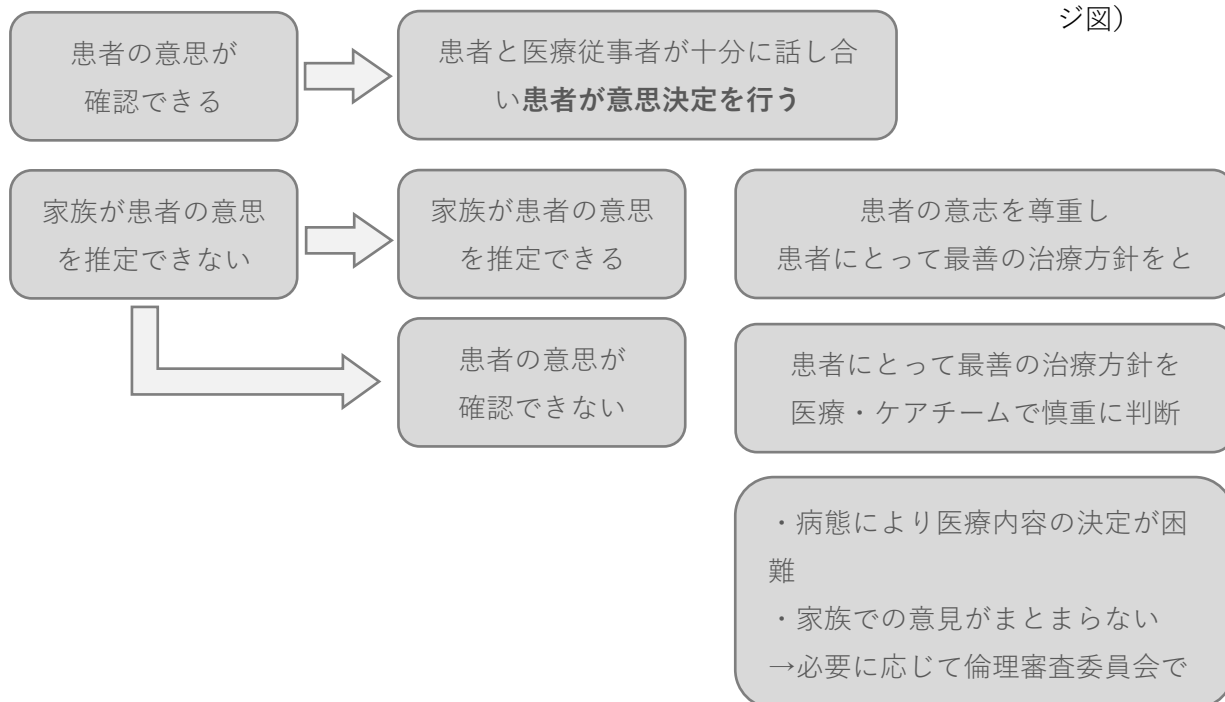 ジ図）
患者の意思が
確認できる
患者と医療従事者が十分に話し合
い患者が意思決定を行う
家族が患者の意思
を推定できない
家族が患者の意思
を推定できる
患者の意志を尊重し
患者にとって最善の治療方針をと
患者の意思が
確認できない
患者にとって最善の治療方針を
医療・ケアチームで慎重に判断
・病態により医療内容の決定が困
難
・家族での意見がまとまらない
→必要に応じて倫理審査委員会で